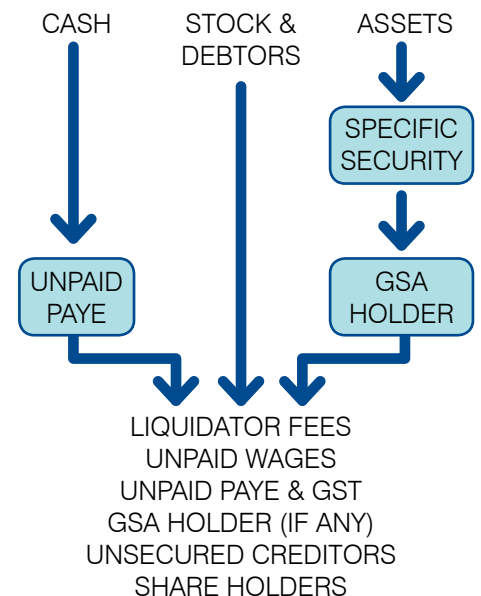 CASH
STOCK &
DEBTORS
ASSETS
SPECIFIC
SECURITY
UNPAID
PAYE
GSA
HOLDER
LIQUIDATOR FEES
UNPAID WAGES
UNPAID PAYE & GST
GSA HOLDER (IF ANY)
UNSECURED CREDITORS
SHARE HOLDERS